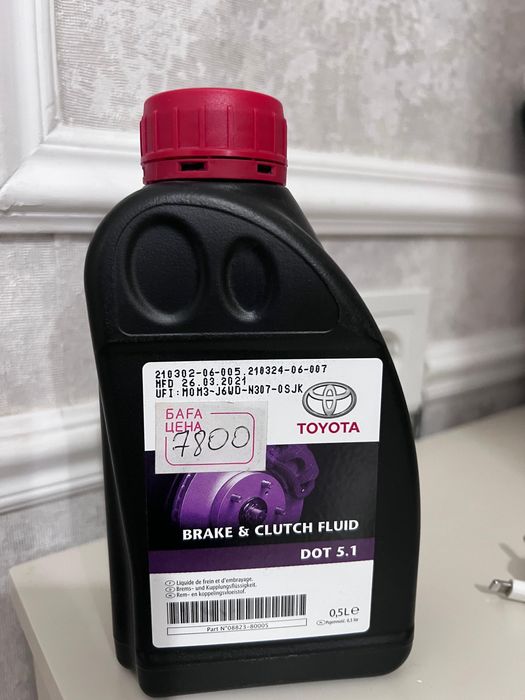 210302-06-005.210324-06-007
MFD 26.03.2021
UFI:M0M3-J6WD-N307-0SJK
БАҒА
ЦЕНА
7800
TOYOTA
BRAKE & CLUTCH FLUID
DOT 5.1
Liquide de frein et d'embrayage.
Brems- und Kupplungsflüssigkeit.
Rem- en koppelingsvloeistof.
0,5L e
Part N°08823-80005